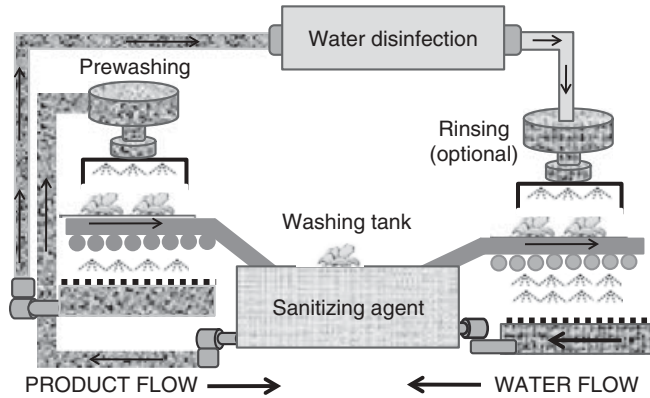 Water disinfection
Prewashing
Rinsing
(optional)
Washing tank
Sanitizing agent
PRODUCT FLOW
WATER FLOW